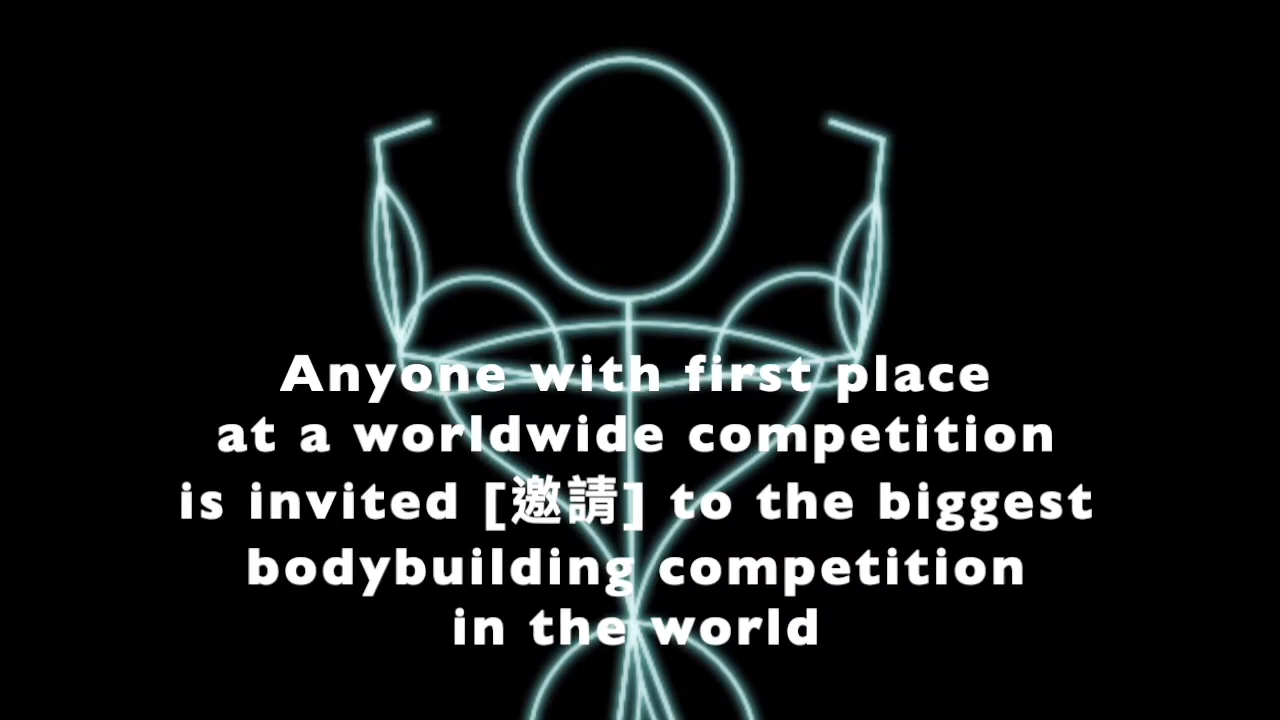 Anyone with first place
at a worldwide competition
is invited [邀請] to the biggest
bodybuilding competition
in the world